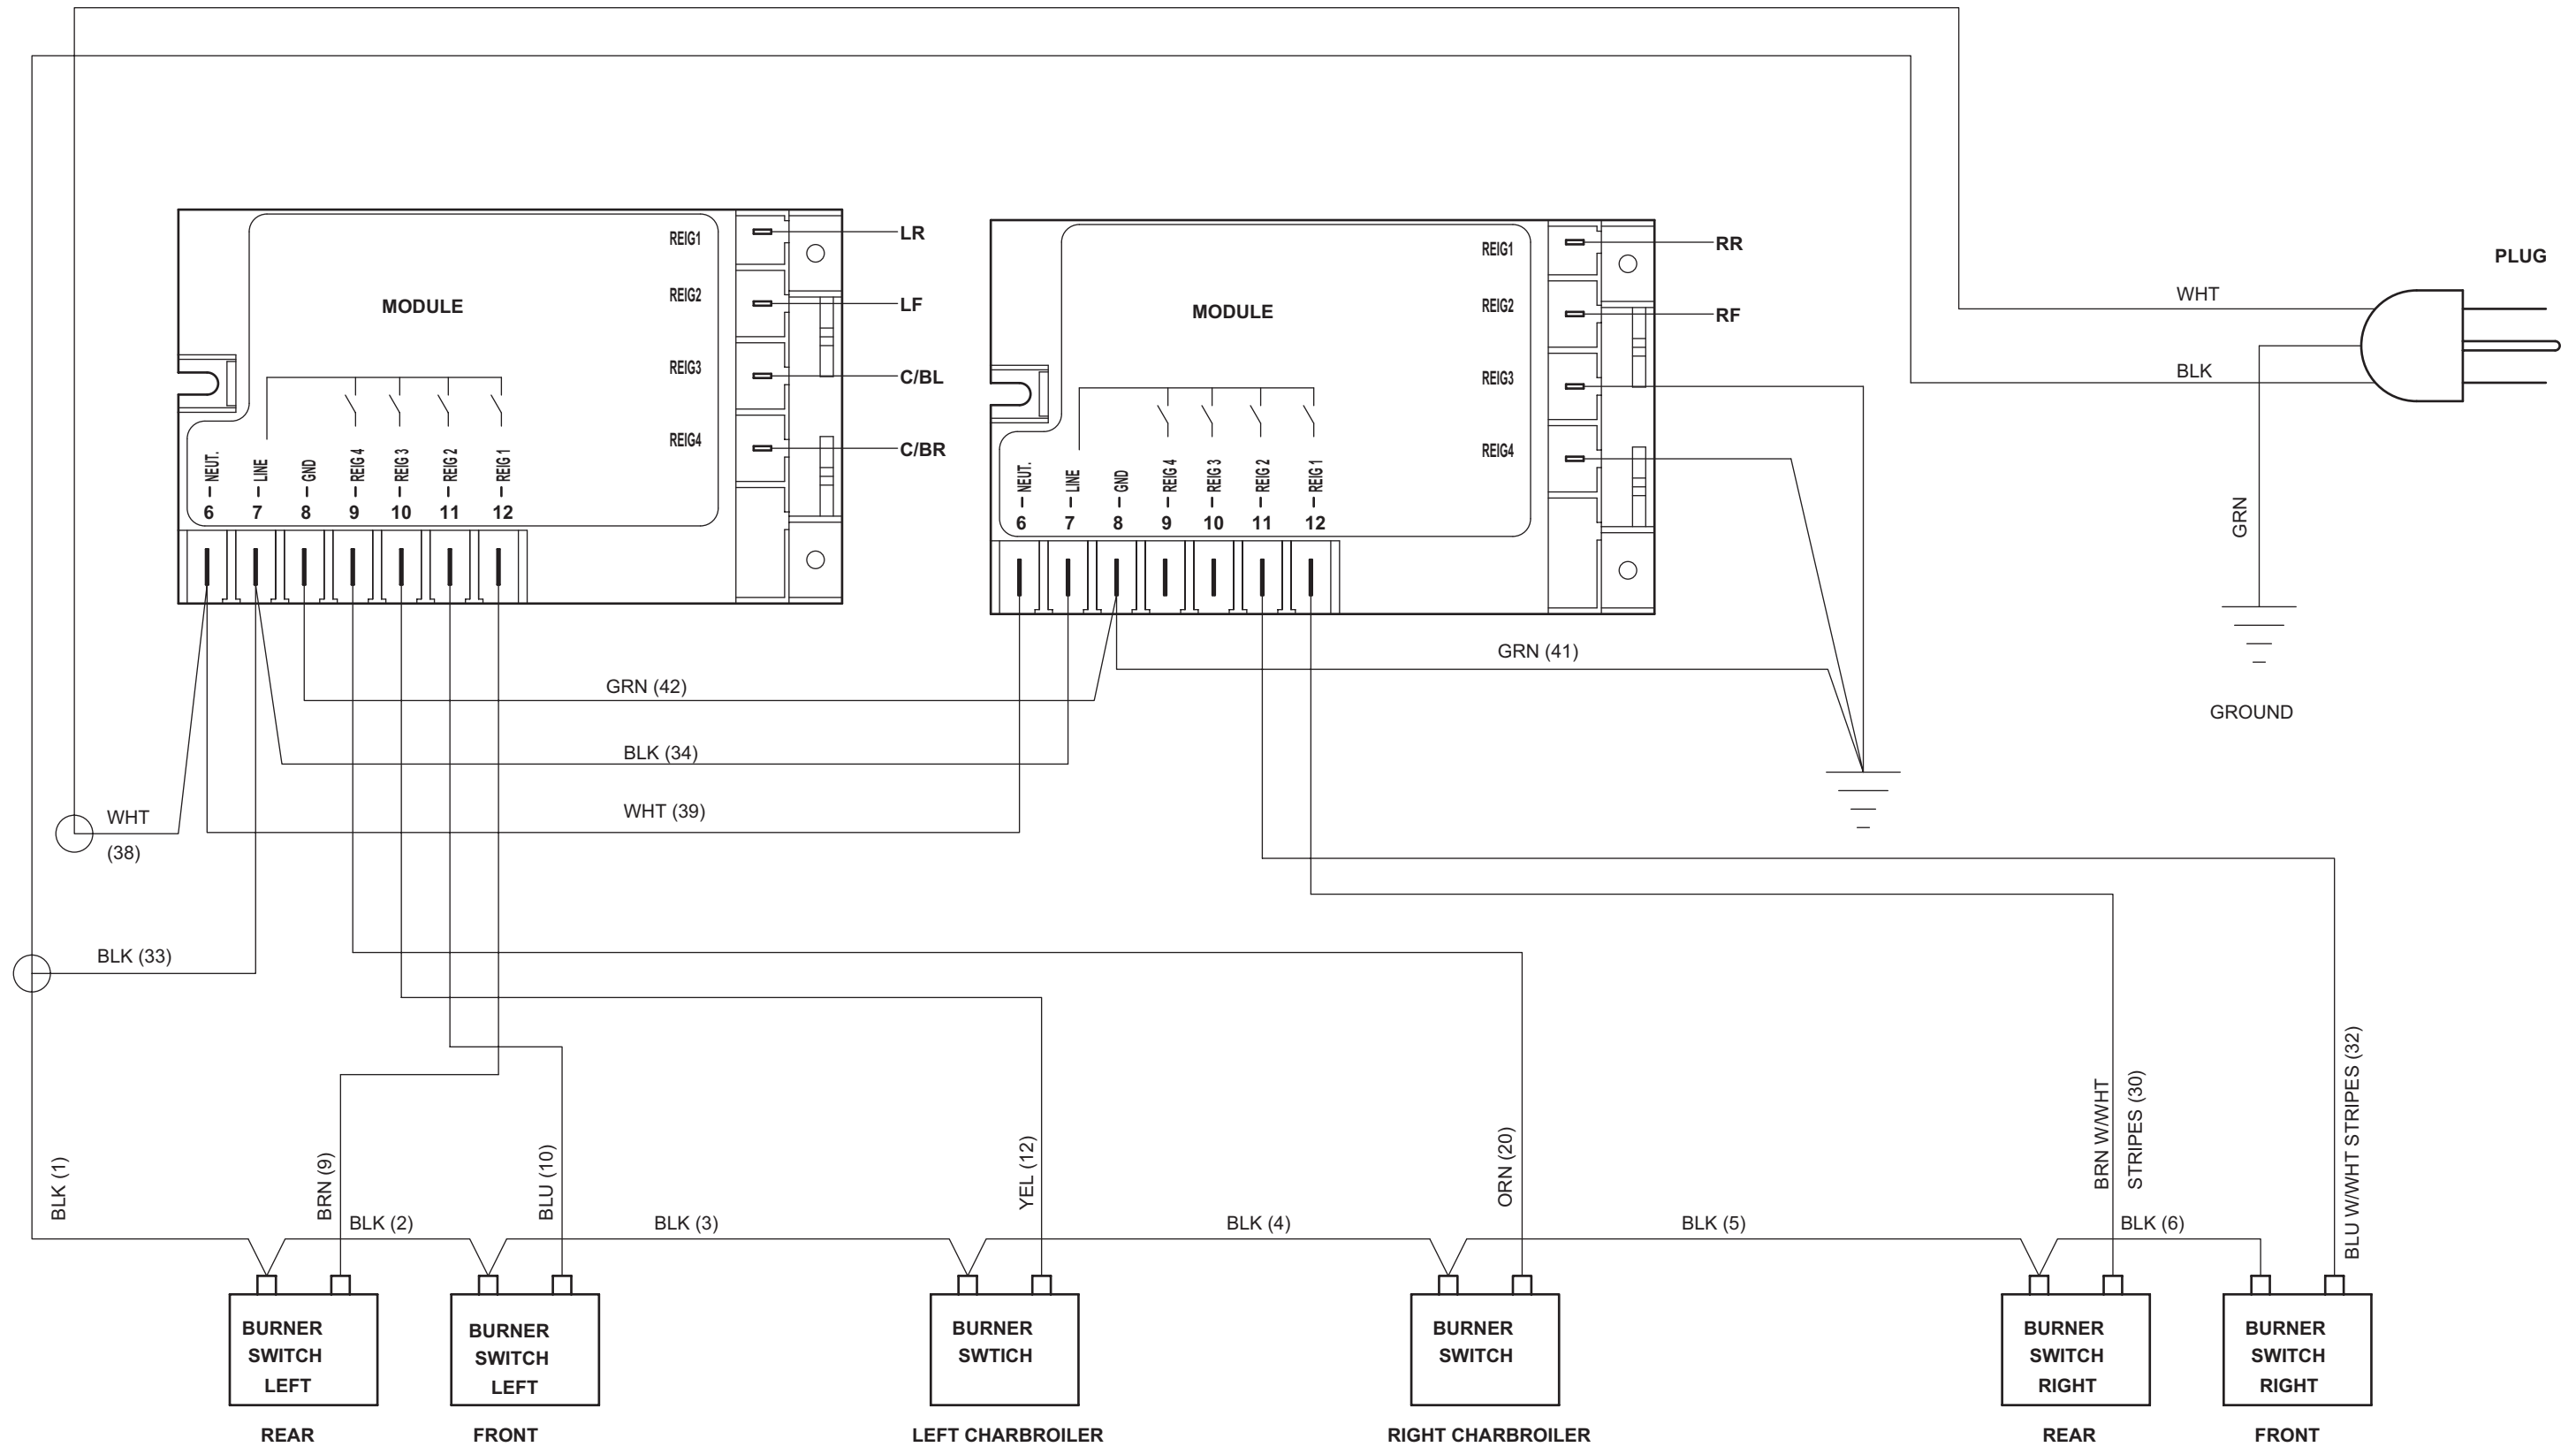 PLUG
WHT
BLK
GRN
GROUND
MODULE
REIG1
REIG2
REIG3
REIG4
LR
LF
C/BL
C/BR
6 – NEUT.
7 – LINE
8 – GND
9 – REIG 4
10 – REIG 3
11 – REIG 2
12 – REIG 1
MODULE
REIG1
REIG2
REIG3
REIG4
RR
RF
6 – NEUT.
7 – LINE
8 – GND
9 – REIG 4
10 – REIG 3
11 – REIG 2
12 – REIG 1
GRN (41)
GRN (42)
BLK (34)
WHT (39)
WHT
(38)
BLK (33)
BLK (1)
BRN (9)
BLK (2)
BLU (10)
BLK (3)
YEL (12)
BLK (4)
ORN (20)
BLK (5)
BRN W/WHT
STRIPES (30)
BLK (6)
BLU W/WHT STRIPES (32)
BURNER
SWITCH
LEFT
REAR
BURNER
SWITCH
LEFT
FRONT
BURNER
SWTICH
LEFT CHARBROILER
BURNER
SWITCH
RIGHT CHARBROILER
BURNER
SWITCH
RIGHT
REAR
BURNER
SWITCH
RIGHT
FRONT